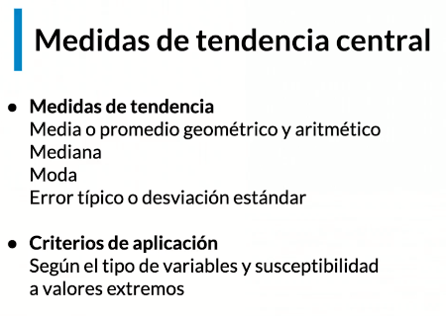 Medidas de tendencia central
• Medidas de tendencia
Media o promedio geométrico y aritmético
Mediana
Moda
Error típico o desviación estándar
• Criterios de aplicación
Según el tipo de variables y susceptibilidad
a valores extremos